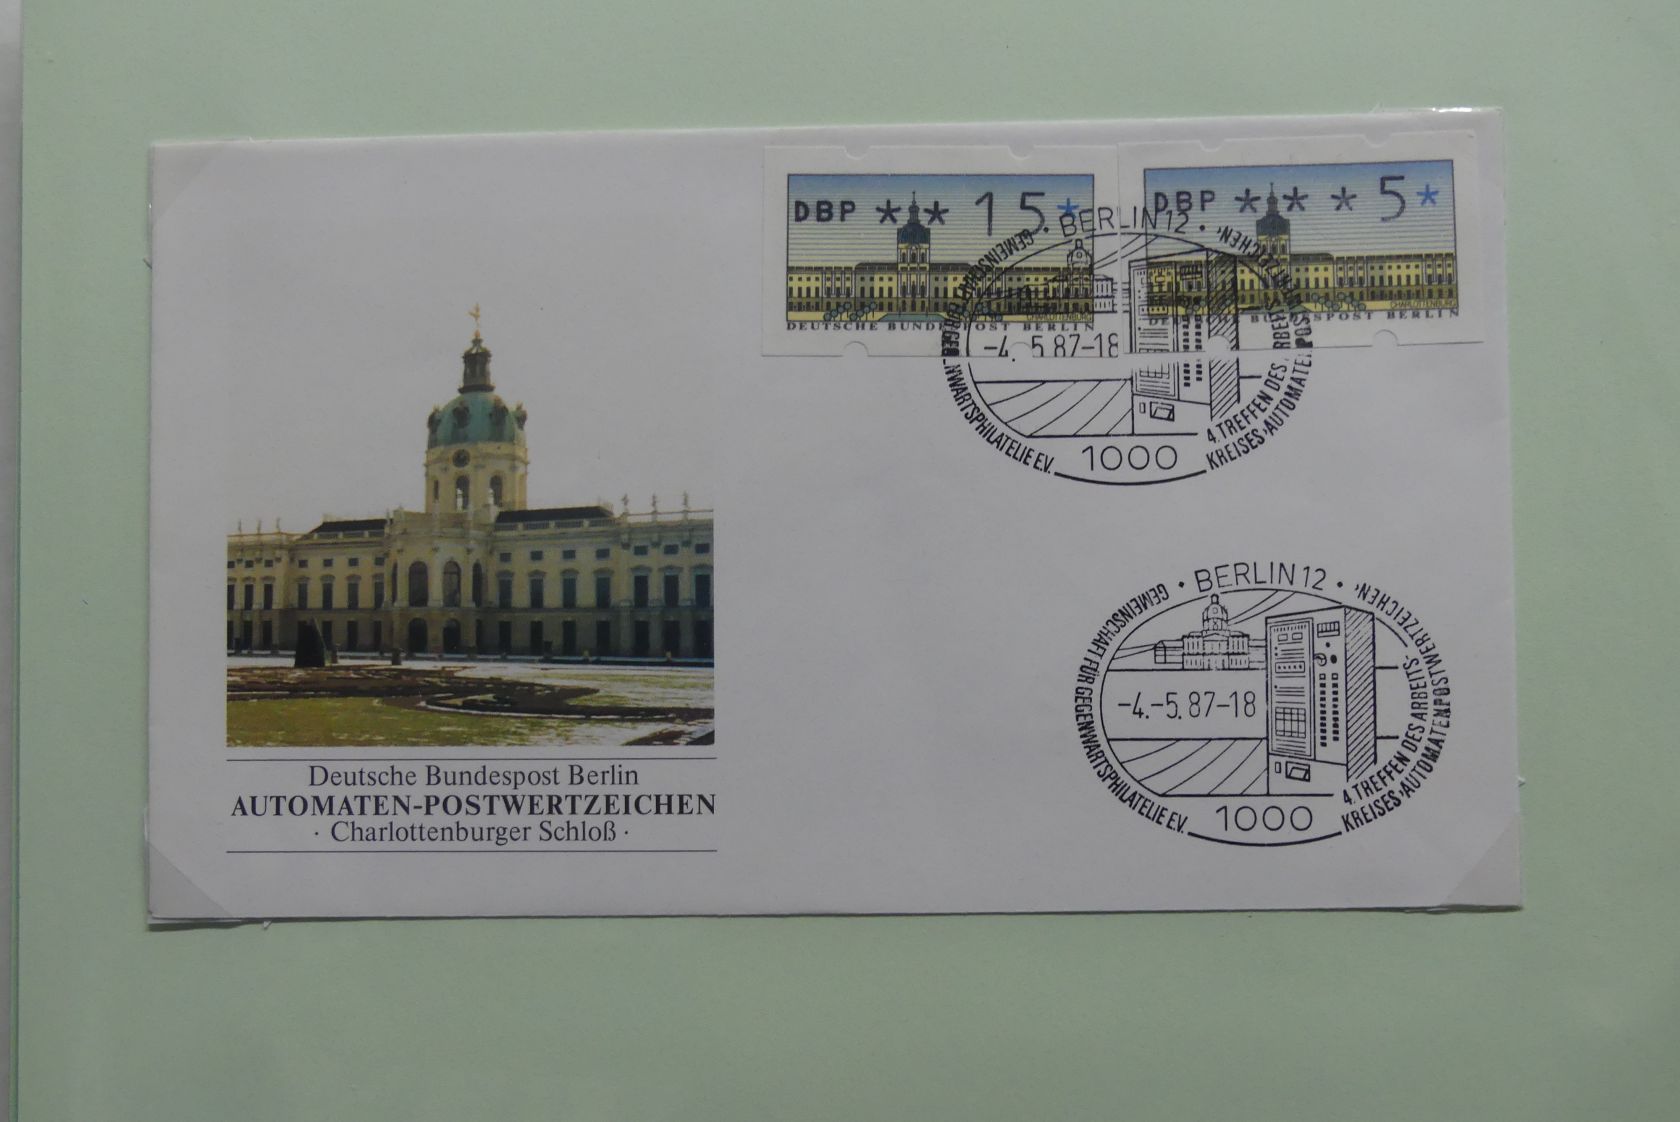 DBP ** 15*
CHARLOTTENBURG
DEUTSCHE BUNDESPOST BERLIN
DBP *** 5*
CHARLOTTENBURG
DEUTSCHE BUNDESPOST BERLIN
· BERLIN 12 ·
GEMEINSCHAFT FÜR GEGENWARTSPHILATELIE E.V.
-4. 5.87-18
4. TREFFEN DES ARBEITS
KREISES ›AUTOMATENPOSTWERTZEICHEN‹
1000
Deutsche Bundespost Berlin
AUTOMATEN-POSTWERTZEICHEN
· Charlottenburger Schloß ·
· BERLIN 12 ·
GEMEINSCHAFT FÜR GEGENWARTSPHILATELIE E.V.
-4.-5.87-18
4. TREFFEN DES ARBEITS
KREISES ›AUTOMATENPOSTWERTZEICHEN‹
1000